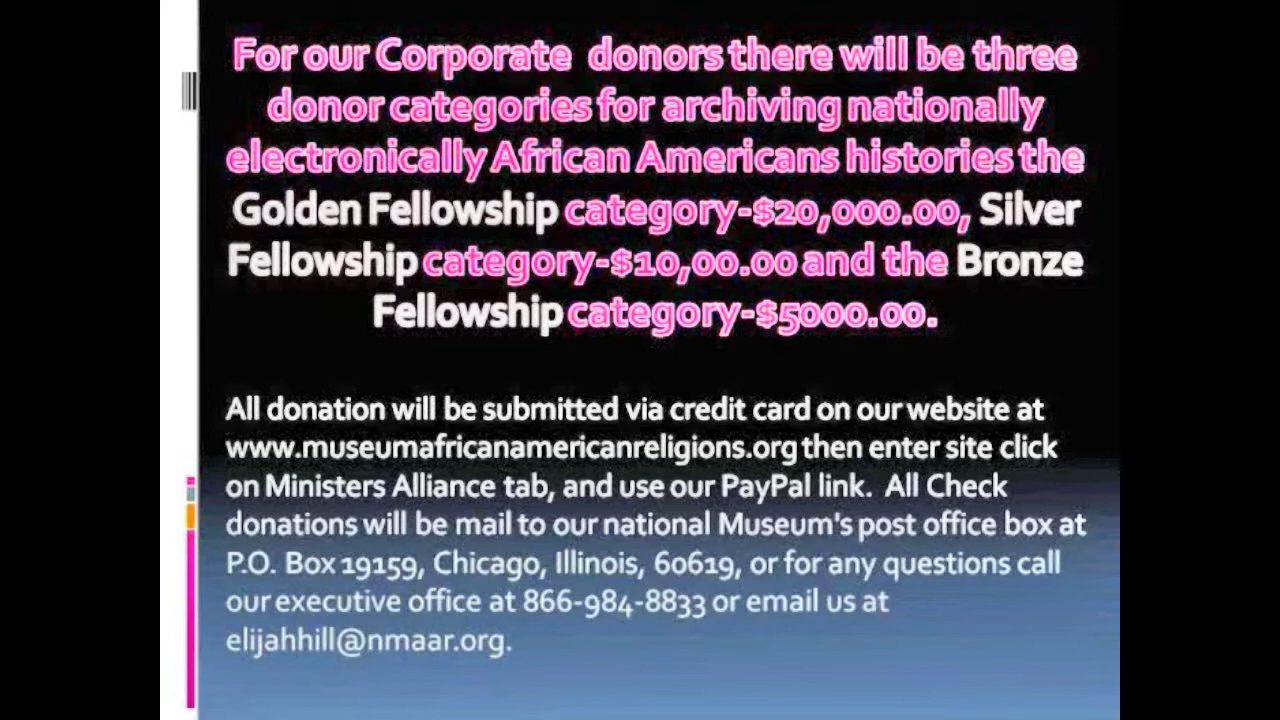 For our Corporate donors there will be three
donor categories for archiving nationally
electronically African Americans histories the
Golden Fellowship category-$20,000.00, Silver
Fellowship category-$10,00.00 and the Bronze
Fellowship category-$5000.00.
All donation will be submitted via credit card on our website at
www.museumafricanamericanreligions.org then enter site click
on Ministers Alliance tab, and use our PayPal link. All Check
donations will be mail to our national Museum's post office box at
P.O. Box 19159, Chicago, Illinois, 60619, or for any questions call
our executive office at 866-984-8833 or email us at
elijahhill@nmaar.org.